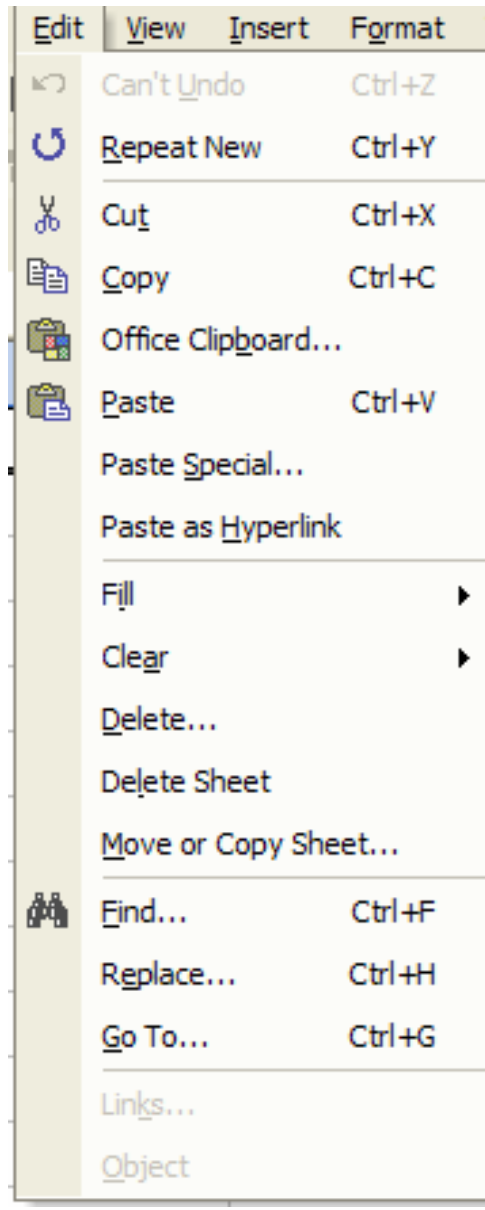 Edit View Insert Format
Can't Undo Ctrl+Z
Repeat New Ctrl+Y
Cut Ctrl+X
Copy Ctrl+C
Office Clipboard...
Paste Ctrl+V
Paste Special...
Paste as Hyperlink
Fill
Clear
Delete...
Delete Sheet
Move or Copy Sheet...
Find... Ctrl+F
Replace... Ctrl+H
Go To... Ctrl+G
Links...
Object